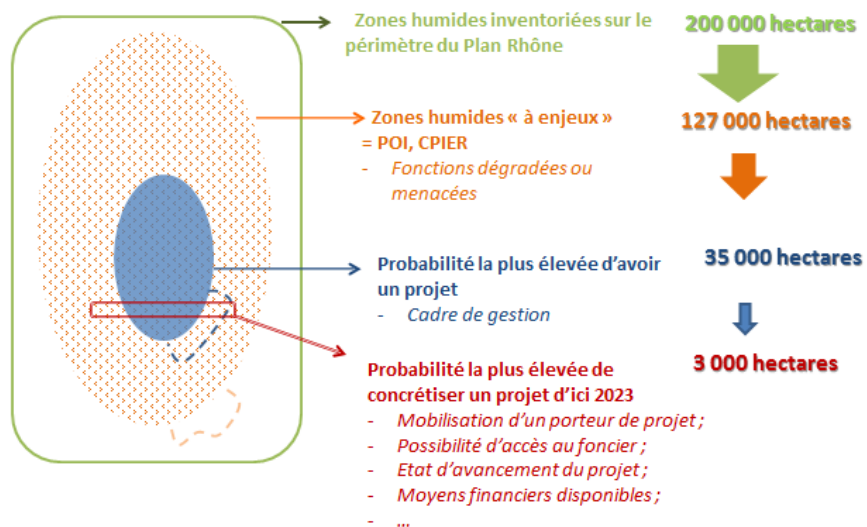 Zones humides inventoriées sur le
périmètre du Plan Rhône
200 000 hectares
Zones humides « à enjeux »
= POI, CPIER
- Fonctions dégradées ou
menacées
127 000 hectares
Probabilité la plus élevée d'avoir
un projet
- Cadre de gestion
35 000 hectares
Probabilité la plus élevée de
concrétiser un projet d'ici 2023
- Mobilisation d'un porteur de projet ;
- Possibilité d'accès au foncier ;
- Etat d'avancement du projet ;
- Moyens financiers disponibles ;
- ...
3 000 hectares